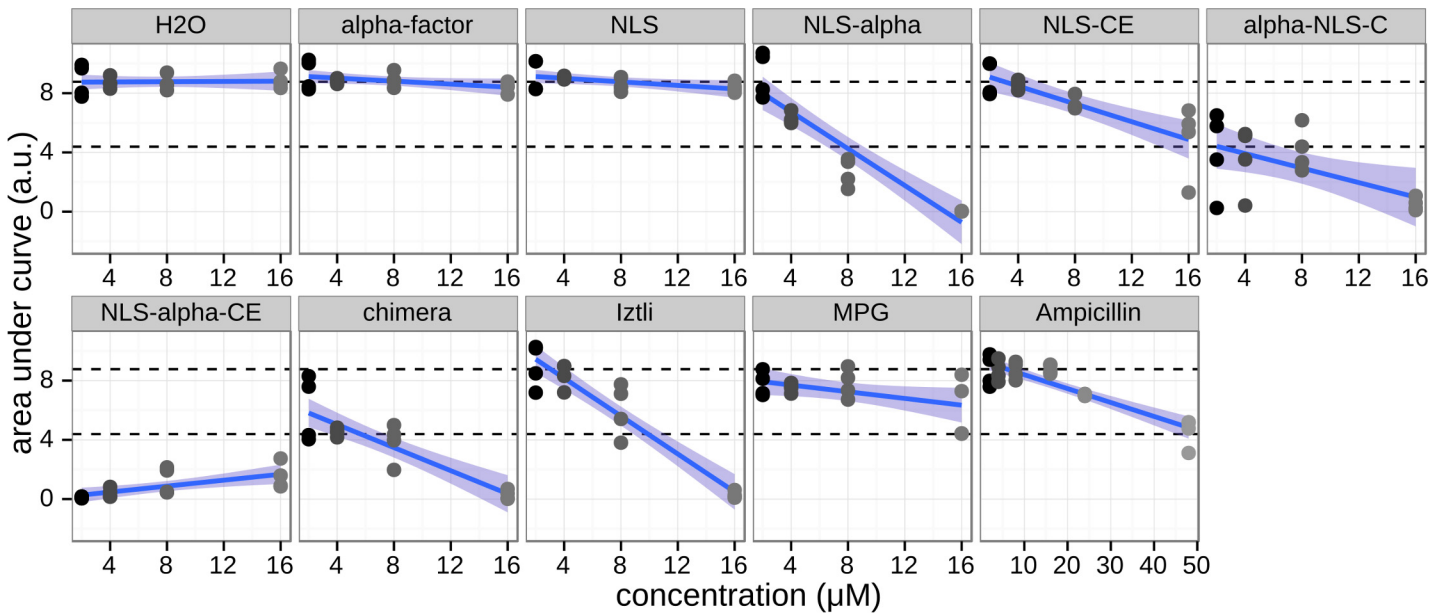 H2O alpha-factor NLS NLS-alpha NLS-CE alpha-NLS-C
8
4
0
4 8 12 16 4 8 12 16 4 8 12 16 4 8 12 16 4 8 12 16 4 8 12 16
area under curve (a.u.)
NLS-alpha-CE chimera Iztli MPG Ampicillin
8
4
0
4 8 12 16 4 8 12 16 4 8 12 16 4 8 12 16 10 20 30 40 50
concentration (μM)